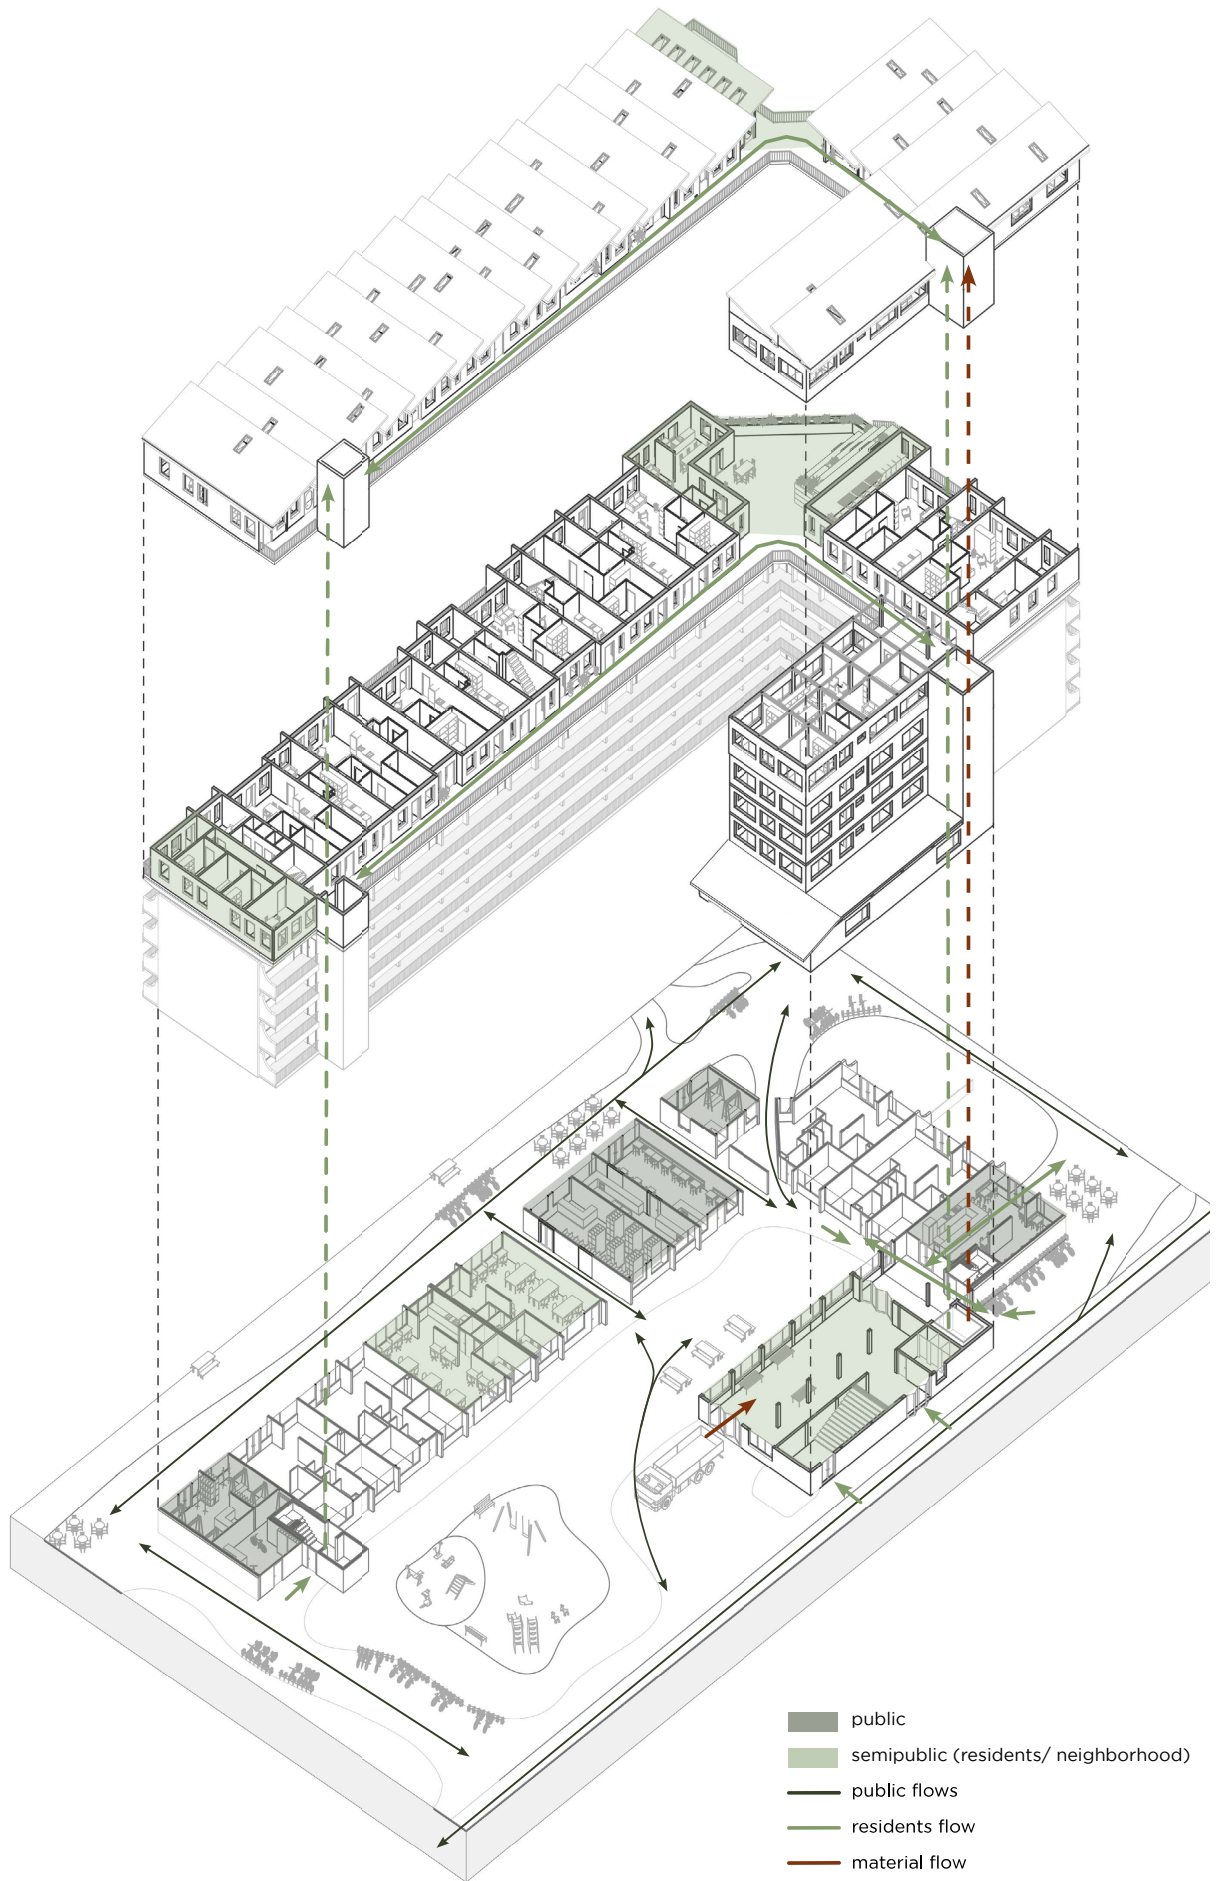 public
semipublic (residents/ neighborhood)
public flows
residents flow
material flow